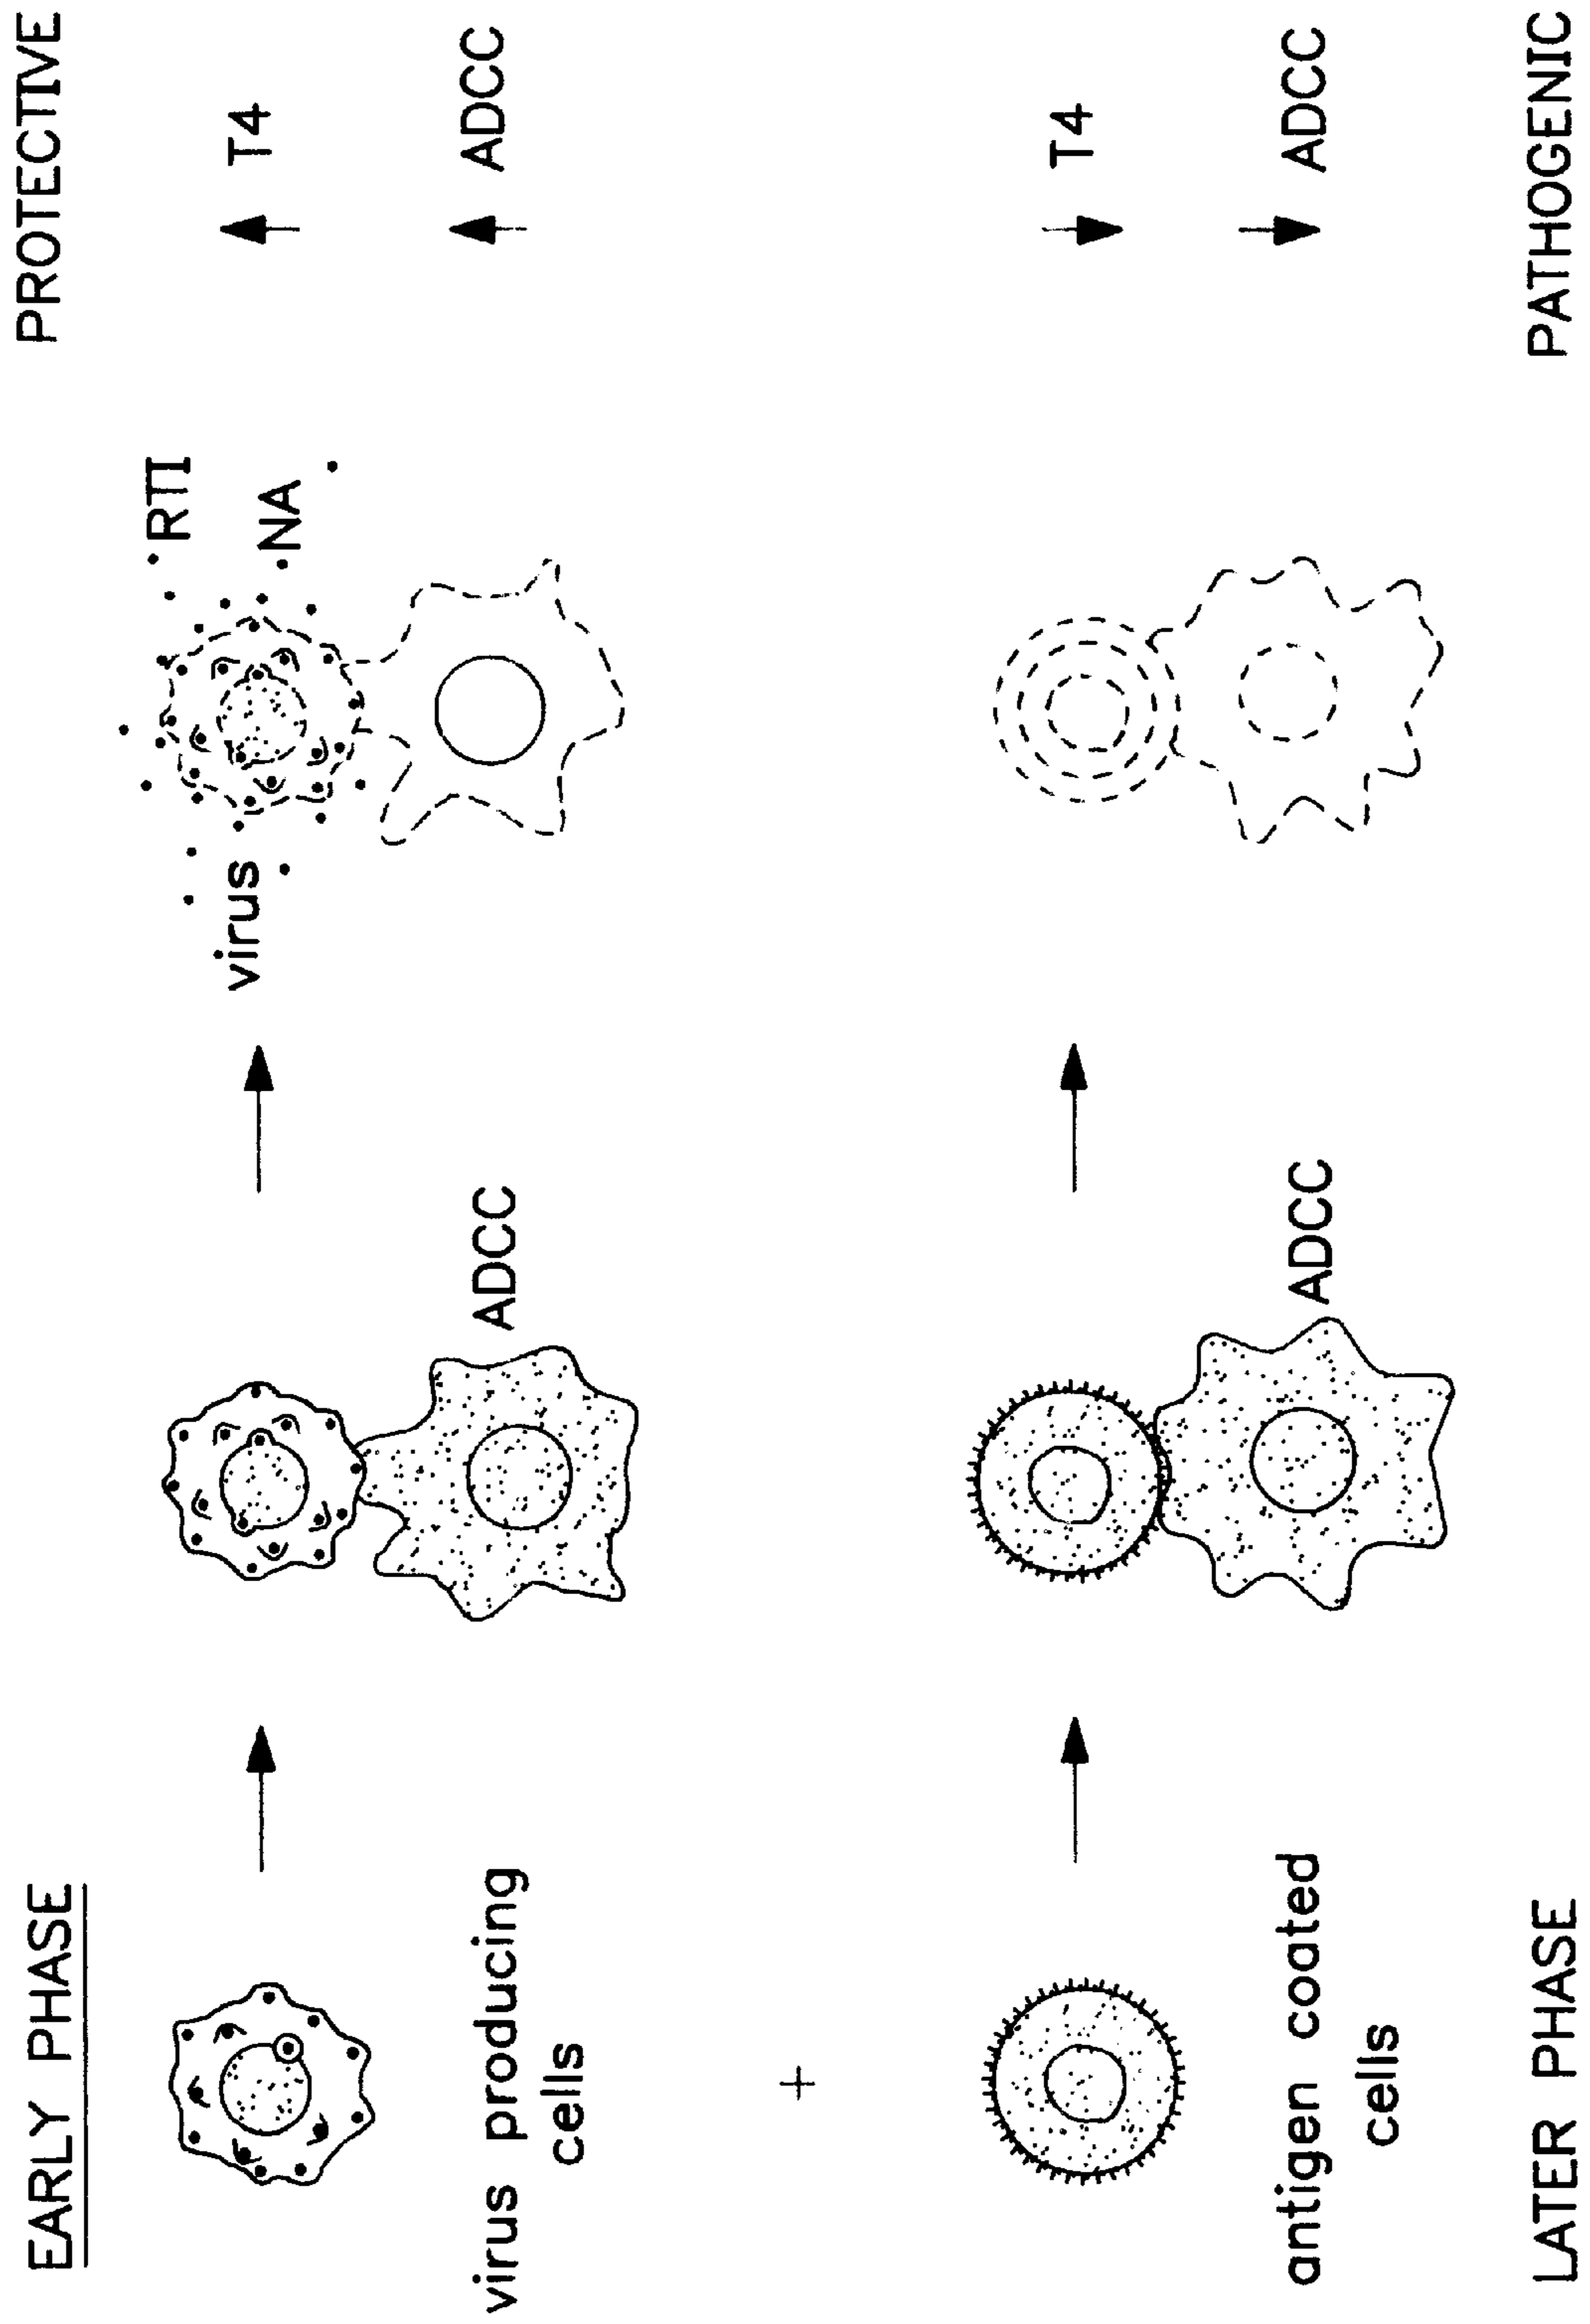 EARLY PHASE
PROTECTIVE
virus
RTI
NA
T4
ADCC
ADCC
virus producing
cells
+
T4
ADCC
ADCC
antigen coated
cells
LATER PHASE
PATHOGENIC